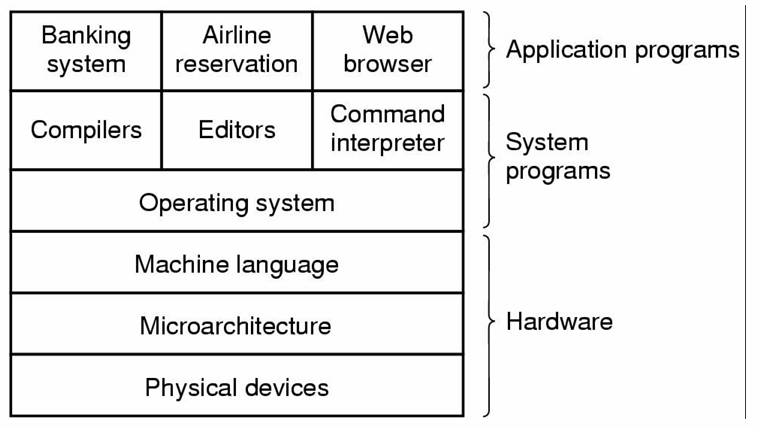 Banking
system
Airline
reservation
Web
browser
Application programs
Compilers
Editors
Command
interpreter
System
programs
Operating system
Machine language
Microarchitecture
Hardware
Physical devices